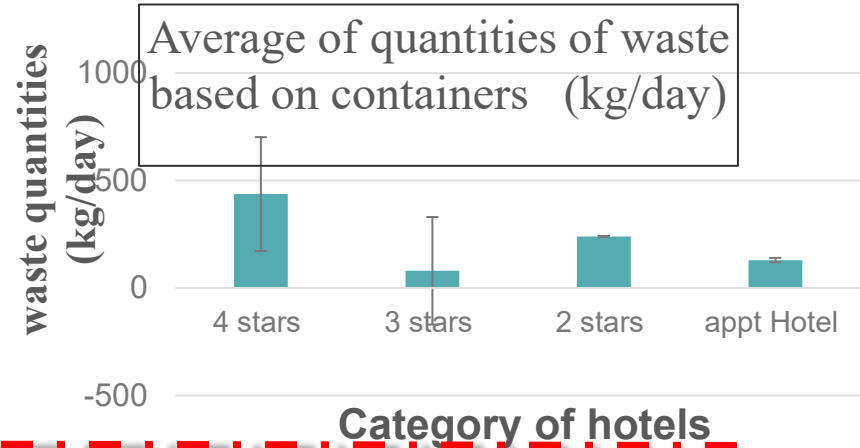 Average of quantities of waste
based on containers (kg/day)
waste quantities
(kg/day)
1000
500
0
-500
4 stars
3 stars
2 stars
appt Hotel
Category of hotels